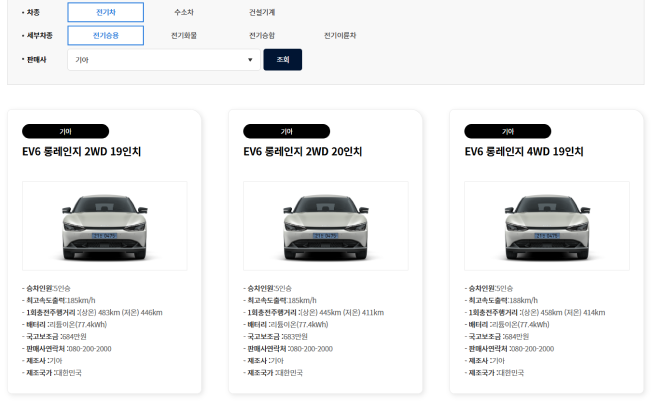 • 차종 전기차 수소차 건설기계
• 세부차종 전기승용 전기화물 전기승합 전기이륜차
• 판매사 기아 ▼ 조회
기아
EV6 롱레인지 2WD 19인치
- 승차인원:5인승
- 최고속도출력:185km/h
- 1회충전주행거리 :(상온) 483km (저온) 446km
- 배터리 :리튬이온(77.4kWh)
- 국고보조금 :684만원
- 판매사연락처 :080-200-2000
- 제조사 :기아
- 제조국가 :대한민국
기아
EV6 롱레인지 2WD 20인치
- 승차인원:5인승
- 최고속도출력:185km/h
- 1회충전주행거리 :(상온) 445km (저온) 411km
- 배터리 :리튬이온(77.4kWh)
- 국고보조금 :683만원
- 판매사연락처 :080-200-2000
- 제조사 :기아
- 제조국가 :대한민국
기아
EV6 롱레인지 4WD 19인치
- 승차인원:5인승
- 최고속도출력:188km/h
- 1회충전주행거리 :(상온) 458km (저온) 414km
- 배터리 :리튬이온(77.4kWh)
- 국고보조금 :684만원
- 판매사연락처 :080-200-2000
- 제조사 :기아
- 제조국가 :대한민국